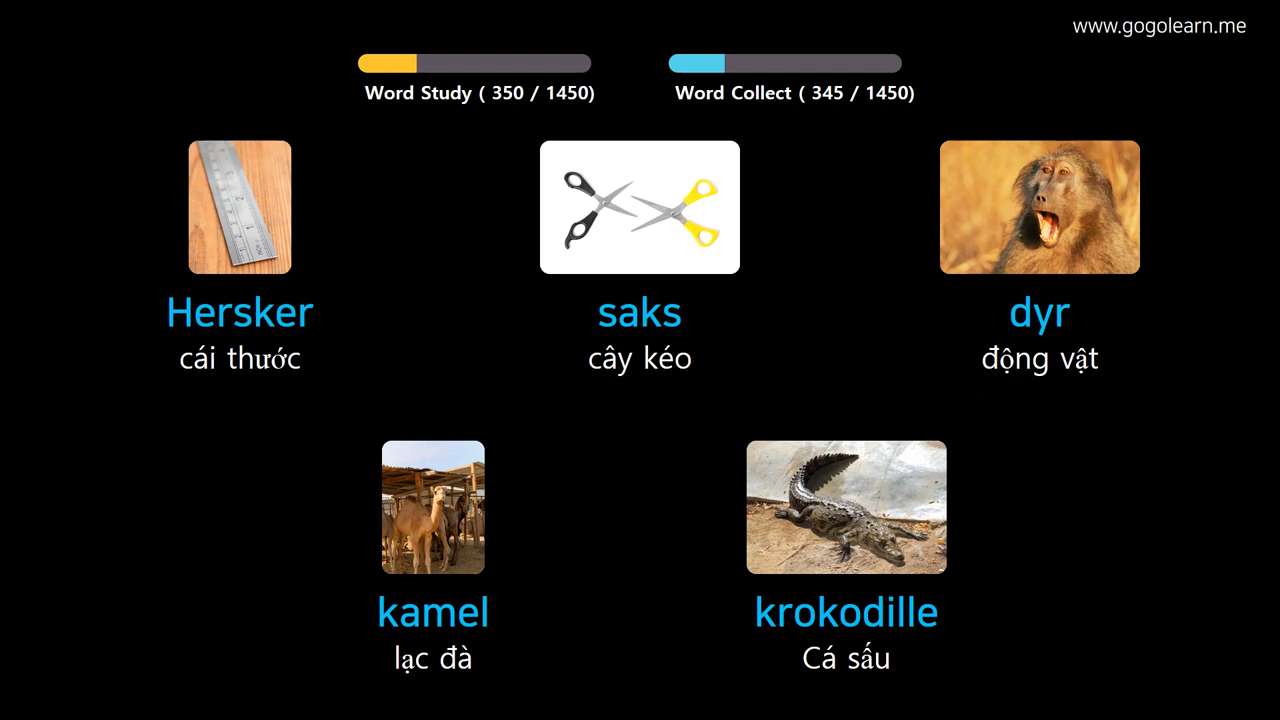 www.gogolearn.me
Word Study ( 350 / 1450)
Word Collect ( 345 / 1450)
Hersker
saks
dyr
cái thước
cây kéo
động vật
kamel
krokodille
lạc đà
Cá sấu